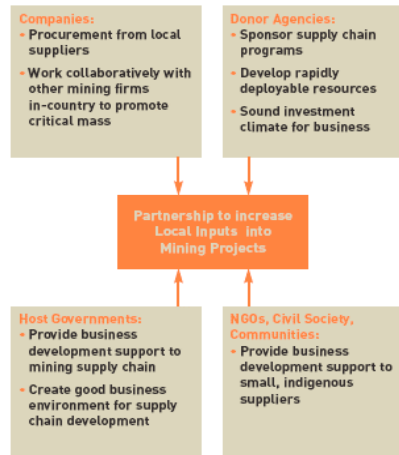 Companies:
• Procurement from local
suppliers
• Work collaboratively with
other mining firms
in-country to promote
critical mass
Donor Agencies:
• Sponsor supply chain
programs
• Develop rapidly
deployable resources
• Sound investment
climate for business
Partnership to increase
Local Inputs into
Mining Projects
Host Governments:
• Provide business
development support to
mining supply chain
• Create good business
environment for supply
chain development
NGOs, Civil Society,
Communities:
• Provide business
development support to
small, indigenous
suppliers